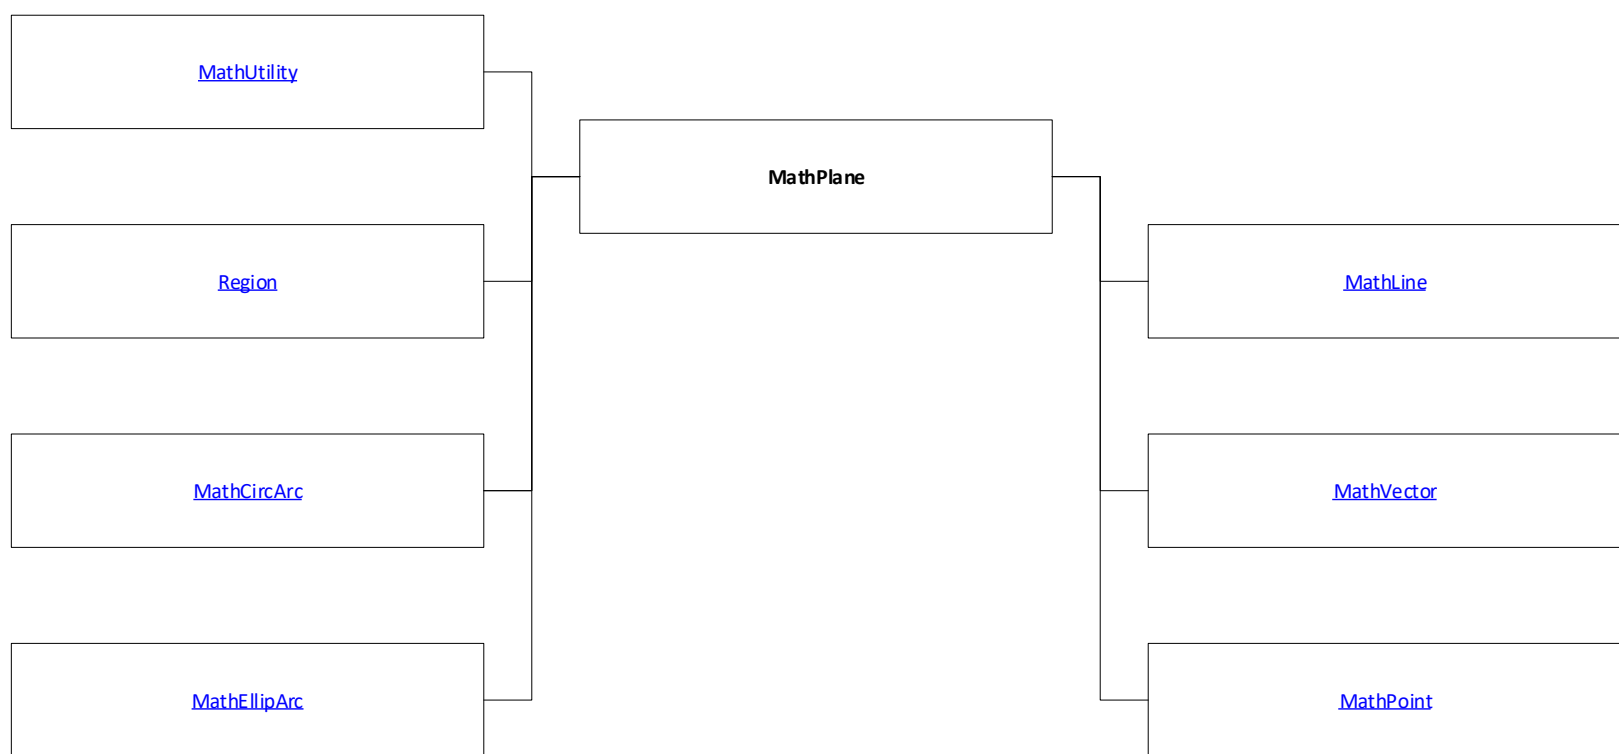 MathUtility
MathPlane
Region
MathLine
MathCircArc
MathVector
MathEllipArc
MathPoint